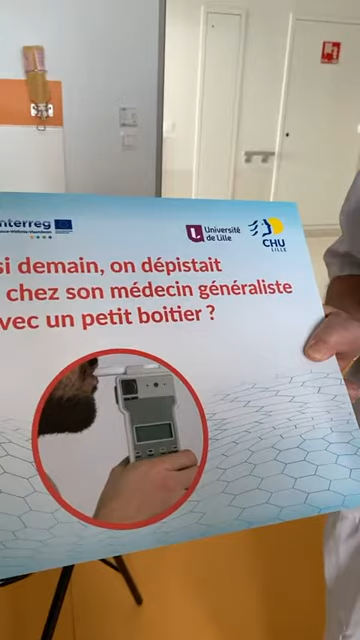 nterreg
Université
de Lille
CHU
LILLE
si demain, on dépistait
chez son médecin généraliste
vec un petit boitier ?